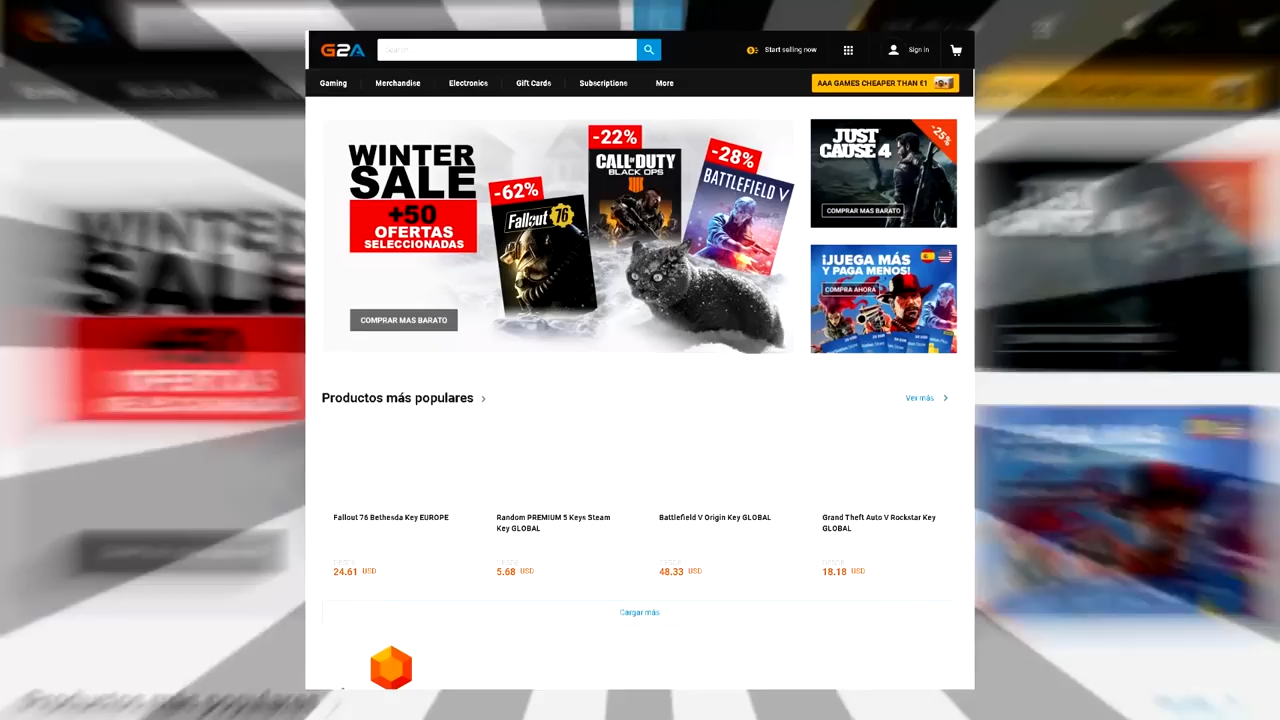 G2A
Search
Start selling now
Sign in
Gaming
Merchandise
Electronics
Gift Cards
Subscriptions
More
AAA GAMES CHEAPER THAN €1
WINTER
SALE
+50
OFERTAS
SELECCIONADAS
COMPRAR MAS BARATO
-62%
Fallout 76
-22%
CALL OF DUTY
BLACK OPS
IIII
-28%
BATTLEFIELD V
JUST
CAUSE 4
-25%
COMPRAR MAS BARATO
¡JUEGA MÁS
Y PAGA MENOS!
COMPRA AHORA
Productos más populares
Ver más
Fallout 76 Bethesda Key EUROPE
Random PREMIUM 5 Keys Steam
Key GLOBAL
Battlefield V Origin Key GLOBAL
Grand Theft Auto V Rockstar Key
GLOBAL
24.61 USD
5.68 USD
48.33 USD
18.18 USD
Cargar más